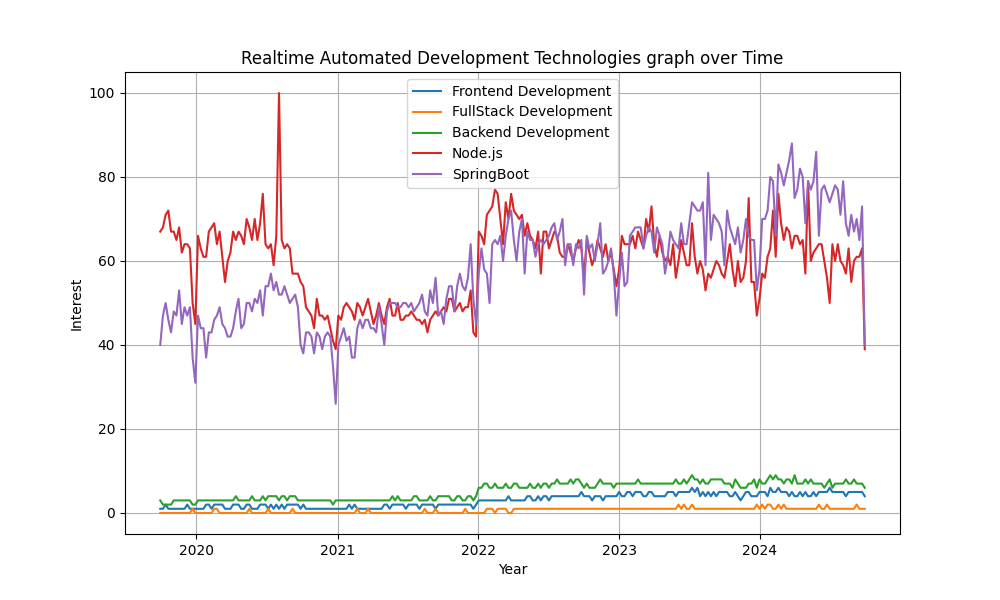 Realtime Automated Development Technologies graph over Time
Frontend Development
FullStack Development
Backend Development
Node.js
SpringBoot
100
80
60
40
20
0
Interest
2020 2021 2022 2023 2024
Year